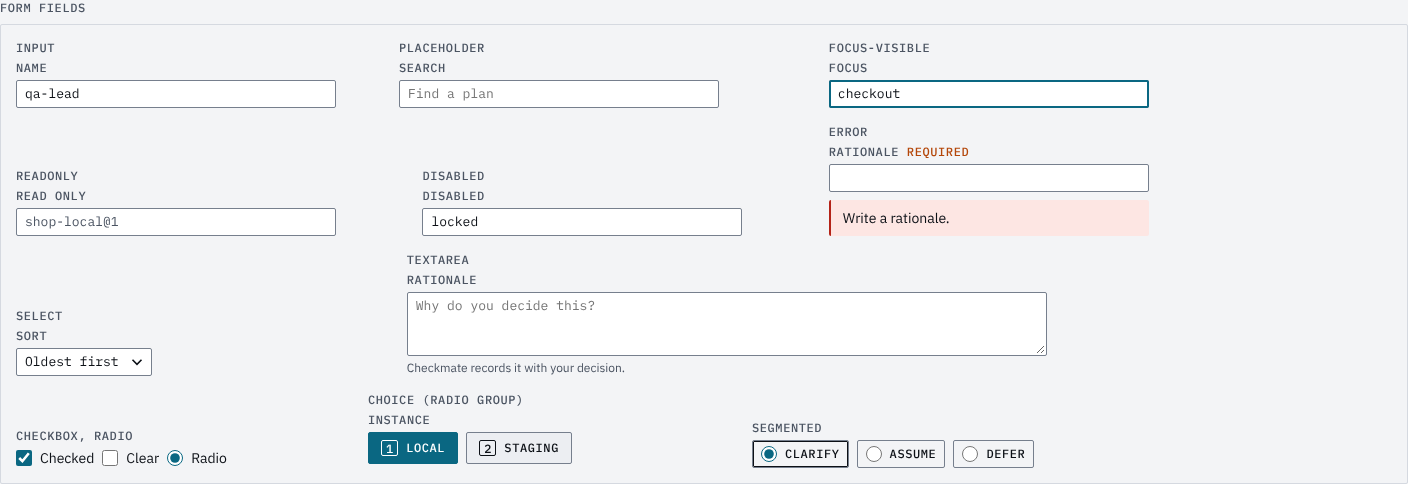 FORM FIELDS
INPUT
NAME
qa-lead
PLACEHOLDER
SEARCH
Find a plan
FOCUS-VISIBLE
FOCUS
checkout
READONLY
READ ONLY
shop-local@1
DISABLED
DISABLED
locked
ERROR
RATIONALE REQUIRED
Write a rationale.
SELECT
SORT
Oldest first
TEXTAREA
RATIONALE
Why do you decide this?
Checkmate records it with your decision.
CHECKBOX, RADIO
Checked Clear Radio
CHOICE (RADIO GROUP)
INSTANCE
1 LOCAL 2 STAGING
SEGMENTED
CLARIFY ASSUME DEFER